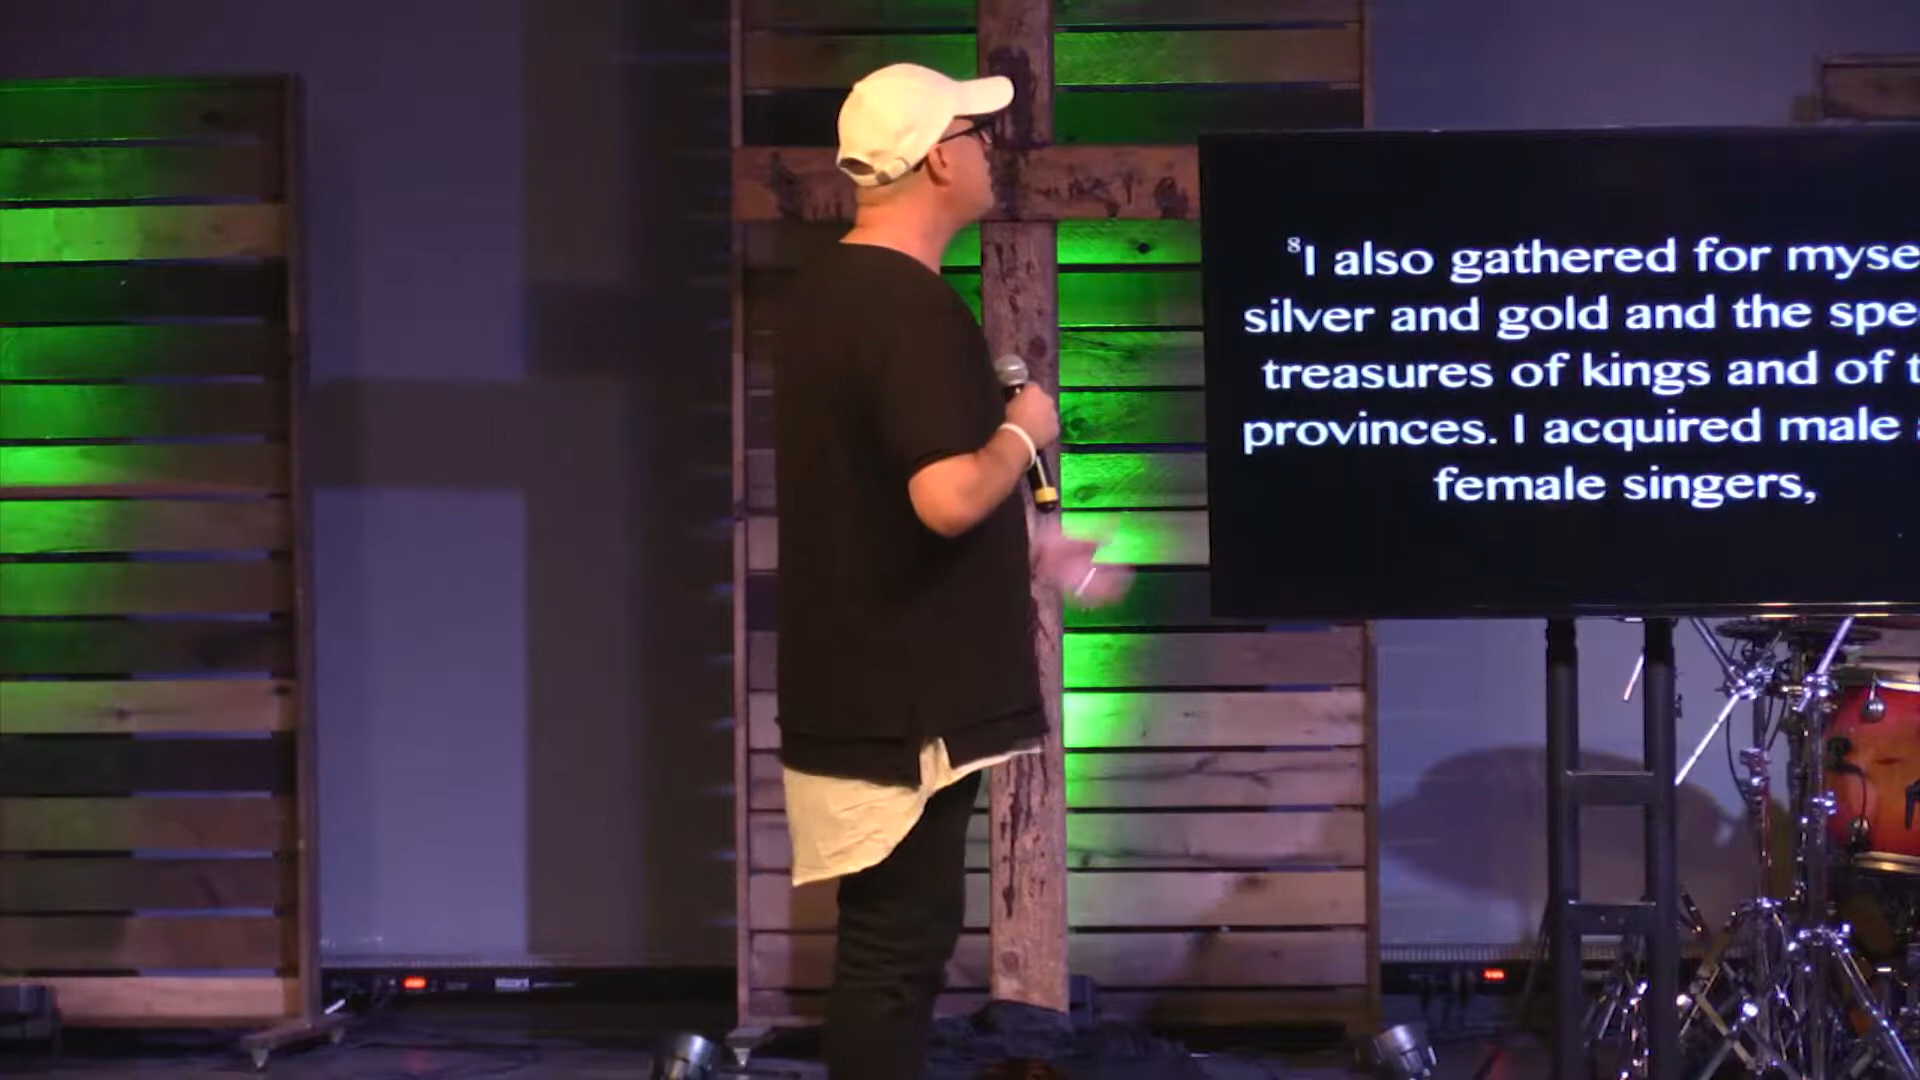 ⁸I also gathered for myse
silver and gold and the spe
treasures of kings and of t
provinces. I acquired male
female singers,